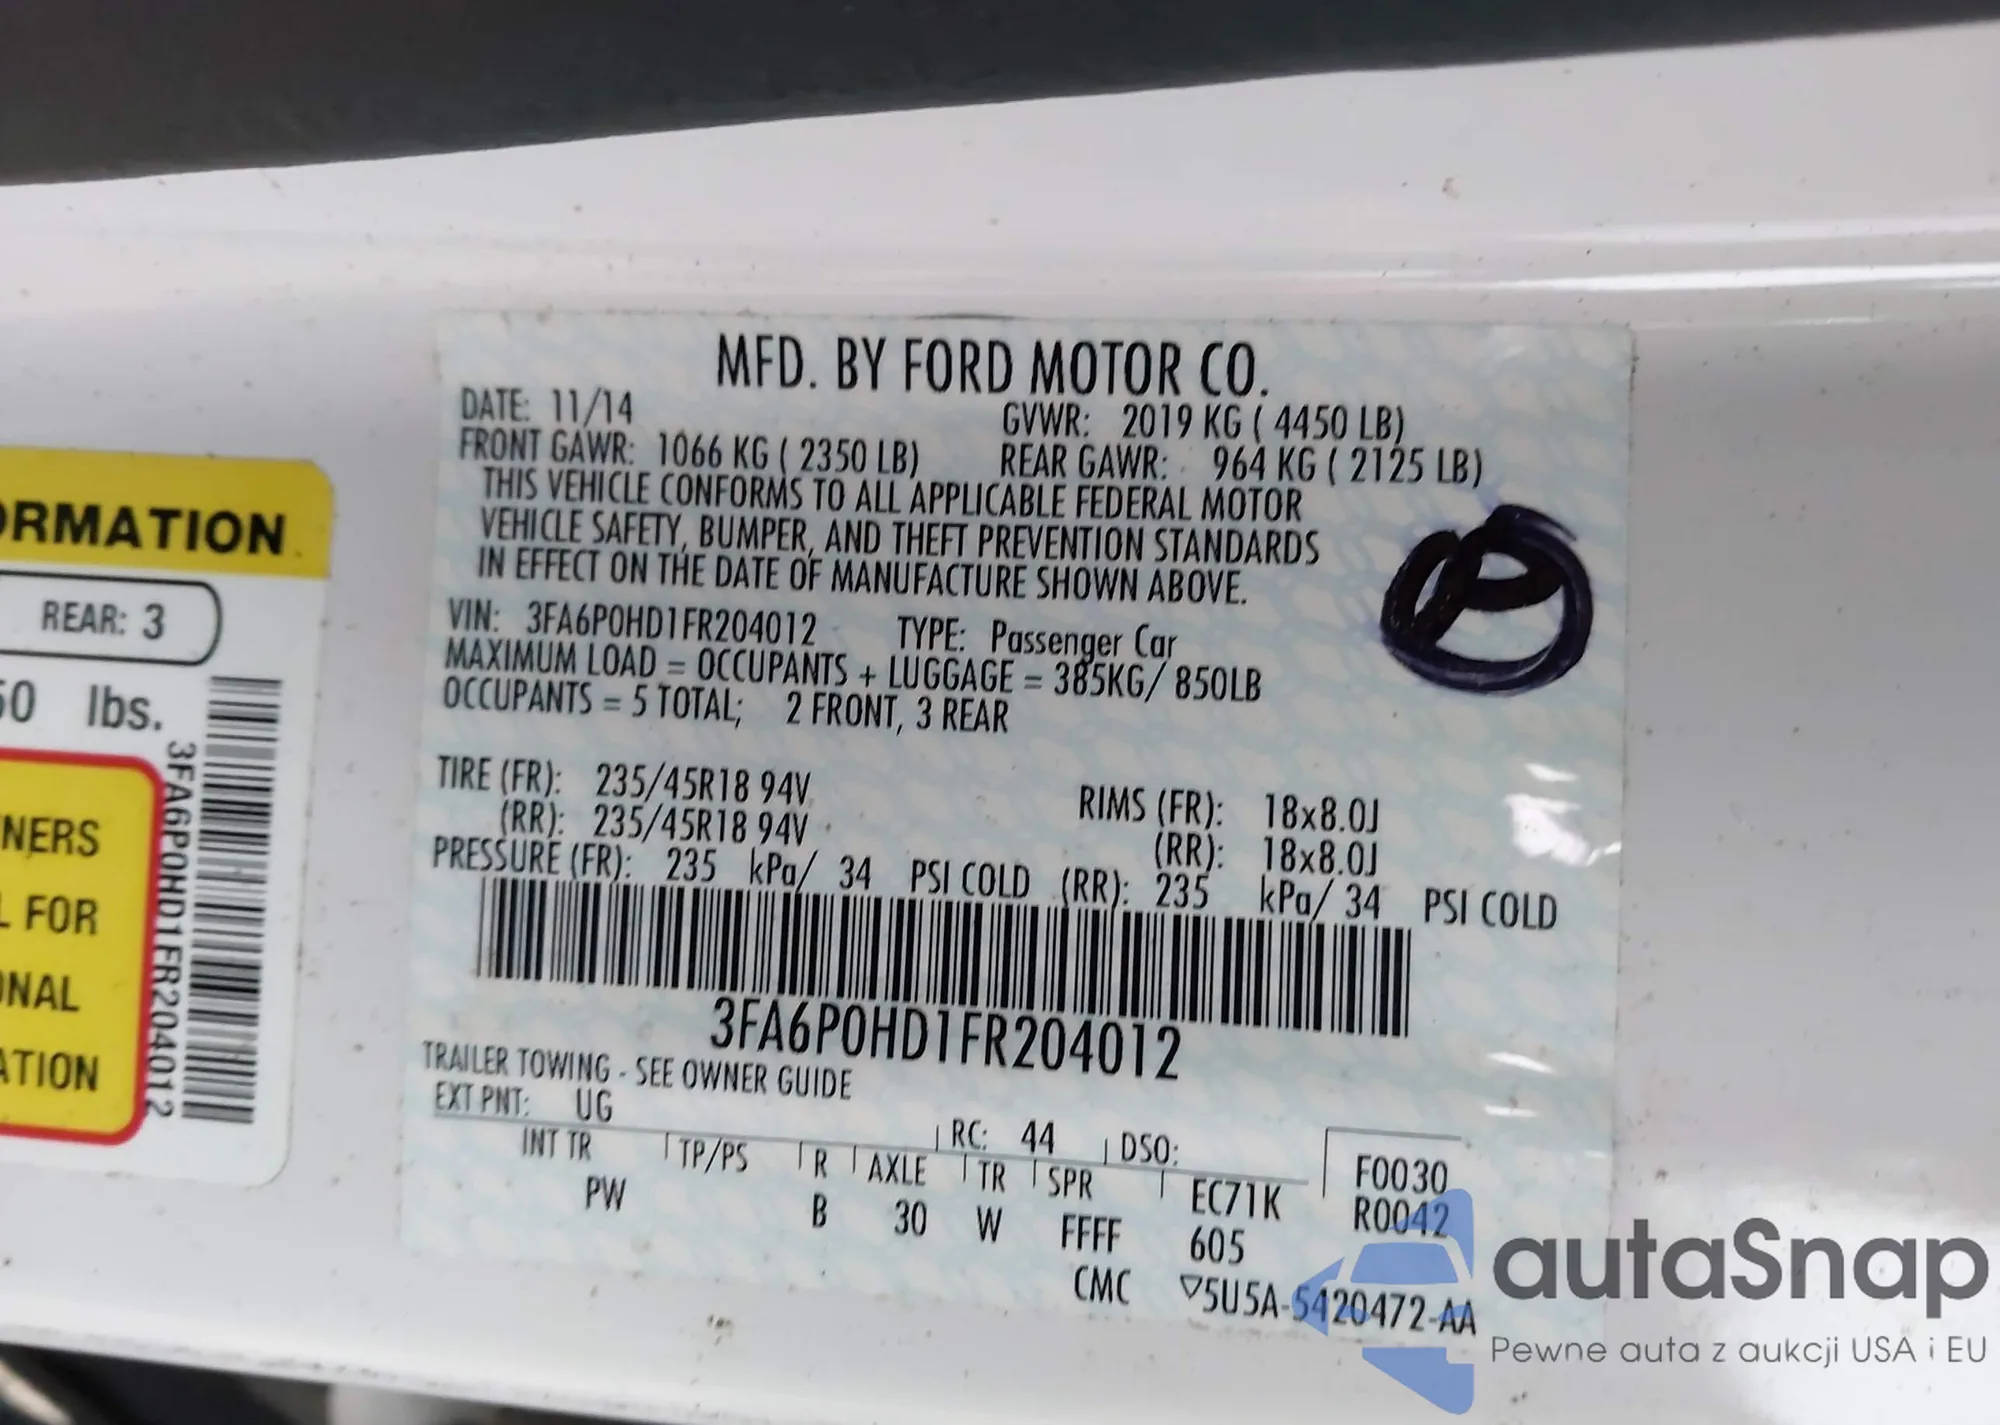 MFD. BY FORD MOTOR CO.
DATE: 11/14 GVWR: 2019 KG ( 4450 LB)
FRONT GAWR: 1066 KG ( 2350 LB) REAR GAWR: 964 KG ( 2125 LB)
THIS VEHICLE CONFORMS TO ALL APPLICABLE FEDERAL MOTOR
VEHICLE SAFETY, BUMPER, AND THEFT PREVENTION STANDARDS
IN EFFECT ON THE DATE OF MANUFACTURE SHOWN ABOVE.
VIN: 3FA6P0HD1FR204012 TYPE: Passenger Car
MAXIMUM LOAD = OCCUPANTS + LUGGAGE = 385KG/ 850LB
OCCUPANTS = 5 TOTAL; 2 FRONT, 3 REAR
TIRE (FR): 235/45R18 94V RIMS (FR): 18x8.0J
(RR): 235/45R18 94V (RR): 18x8.0J
PRESSURE (FR): 235 kPa/ 34 PSI COLD (RR): 235 kPa/ 34 PSI COLD
3FA6P0HD1FR204012
TRAILER TOWING - SEE OWNER GUIDE
EXT PNT: UG RC: 44 DSO:
INT TR TP/PS R AXLE TR SPR EC71K F0030
PW B 30 W FFFF 605 R0042
CMC ▽5U5A-5420472-AA
ORMATION
REAR: 3
50 lbs.
NERS
L FOR
ONAL
ATION
3FA6P0HD1FR204012
autaSnap
Pewne auta z aukcji USA i EU